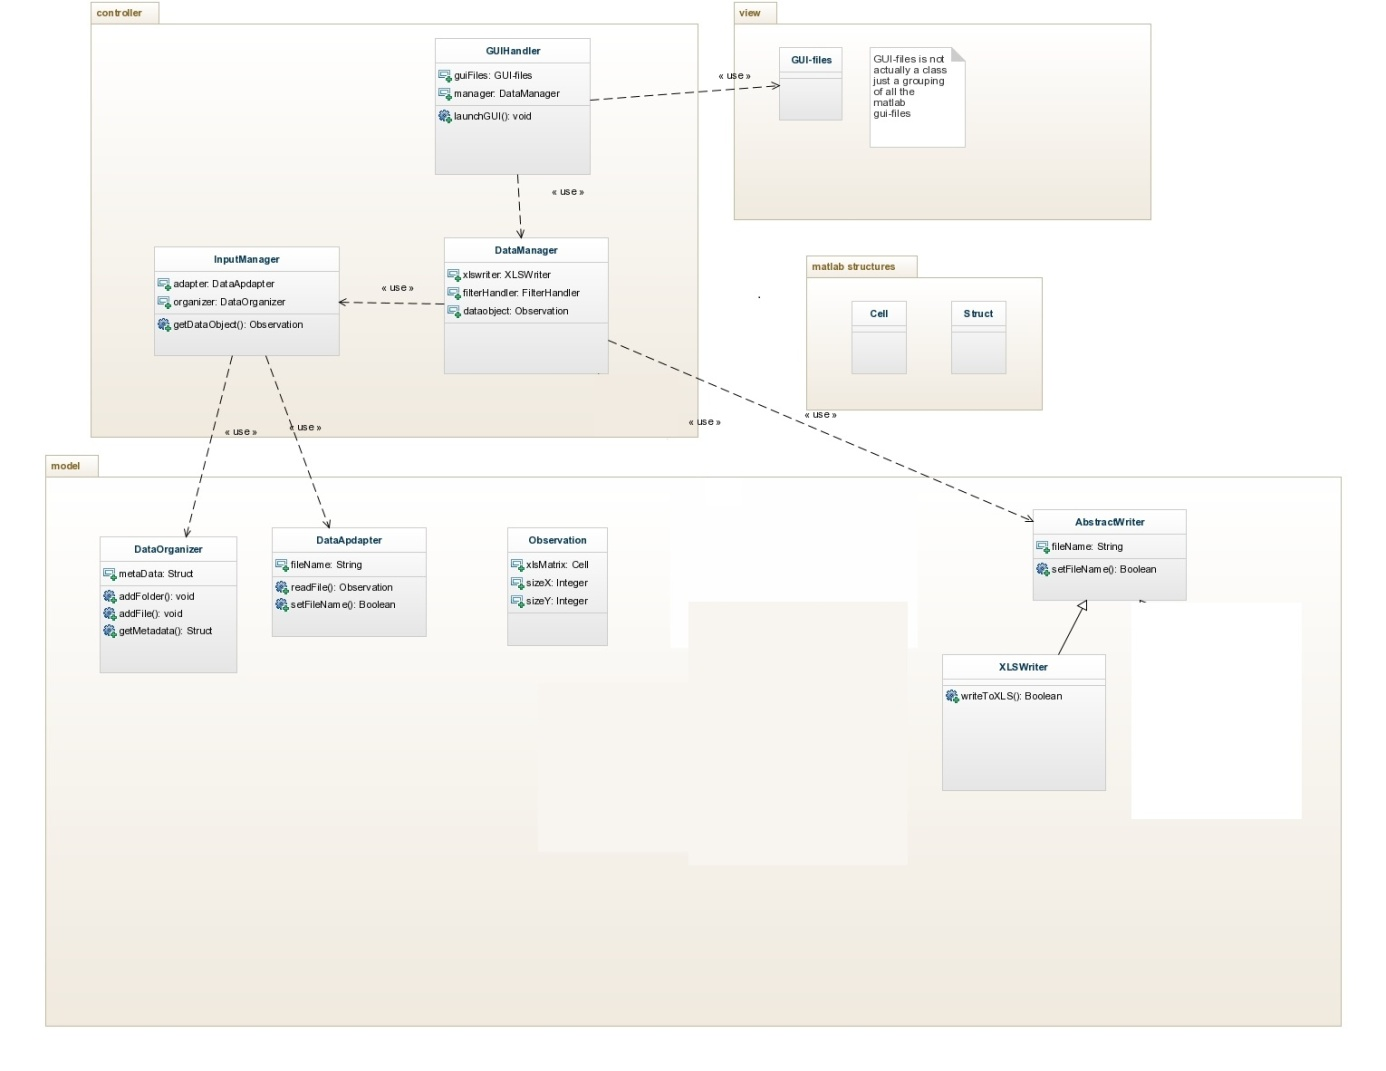 controller
GUIHandler
guiFiles: GUI-files
manager: DataManager
launchGUI(): void
« use »
« use »
InputManager
adapter: DataApdapter
organizer: DataOrganizer
getDataObject(): Observation
« use »
DataManager
xlswriter: XLSWriter
filterHandler: FilterHandler
dataobject: Observation
« use »
« use »
« use »
« use »
view
GUI-files
GUI-files is not
actually a class
just a grouping
of all the
matlab
gui-files
matlab structures
Cell
Struct
model
DataOrganizer
metaData: Struct
addFolder(): void
addFile(): void
getMetadata(): Struct
DataApdapter
fileName: String
readFile(): Observation
setFileName(): Boolean
Observation
xlsMatrix: Cell
sizeX: Integer
sizeY: Integer
AbstractWriter
fileName: String
setFileName(): Boolean
XLSWriter
writeToXLS(): Boolean